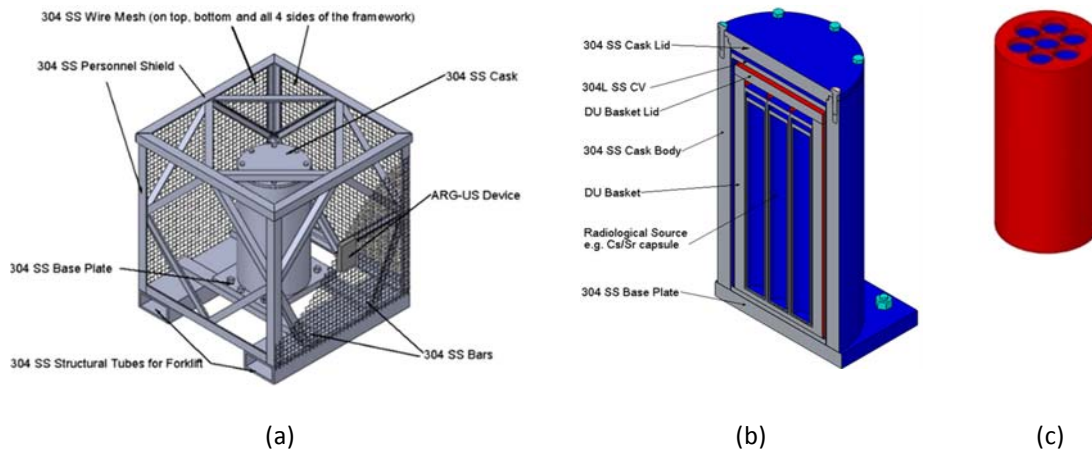 304 SS Wire Mesh (on top, bottom and all 4 sides of the framework)
304 SS Personnel Shield
304 SS Cask
ARG-US Device
304 SS Base Plate
304 SS Bars
304 SS Structural Tubes for Forklift
(a)
304 SS Cask Lid
304L SS CV
DU Basket Lid
304 SS Cask Body
DU Basket
Radiological Source
e.g. Cs/Sr capsule
304 SS Base Plate
(b)
(c)